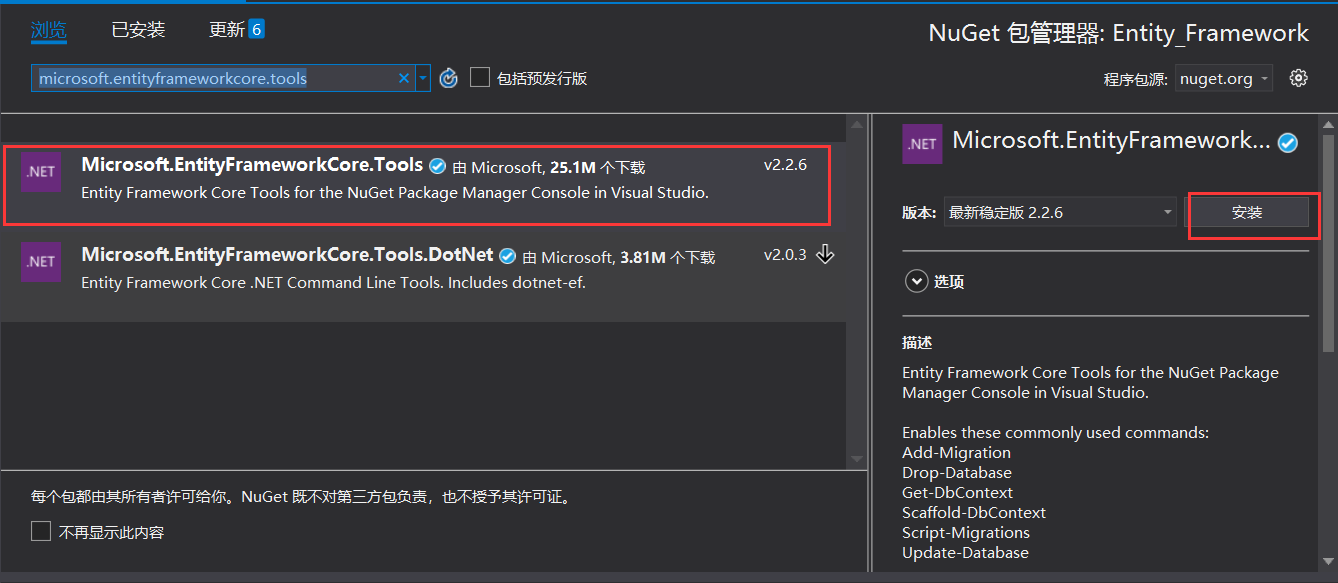 浏览 已安装 更新 6
NuGet 包管理器: Entity_Framework
microsoft.entityframeworkcore.tools
包括预发行版
程序包源: nuget.org
.NET
Microsoft.EntityFrameworkCore.Tools 由 Microsoft, 25.1M 个下载 v2.2.6
Entity Framework Core Tools for the NuGet Package Manager Console in Visual Studio.
.NET
Microsoft.EntityFrameworkCore.Tools.DotNet 由 Microsoft, 3.81M 个下载 v2.0.3
Entity Framework Core .NET Command Line Tools. Includes dotnet-ef.
每个包都由其所有者许可给你。NuGet 既不对第三方包负责，也不授予其许可证。
不再显示此内容
.NET
Microsoft.EntityFramework...
版本: 最新稳定版 2.2.6 安装
选项
描述
Entity Framework Core Tools for the NuGet Package
Manager Console in Visual Studio.
Enables these commonly used commands:
Add-Migration
Drop-Database
Get-DbContext
Scaffold-DbContext
Script-Migrations
Update-Database